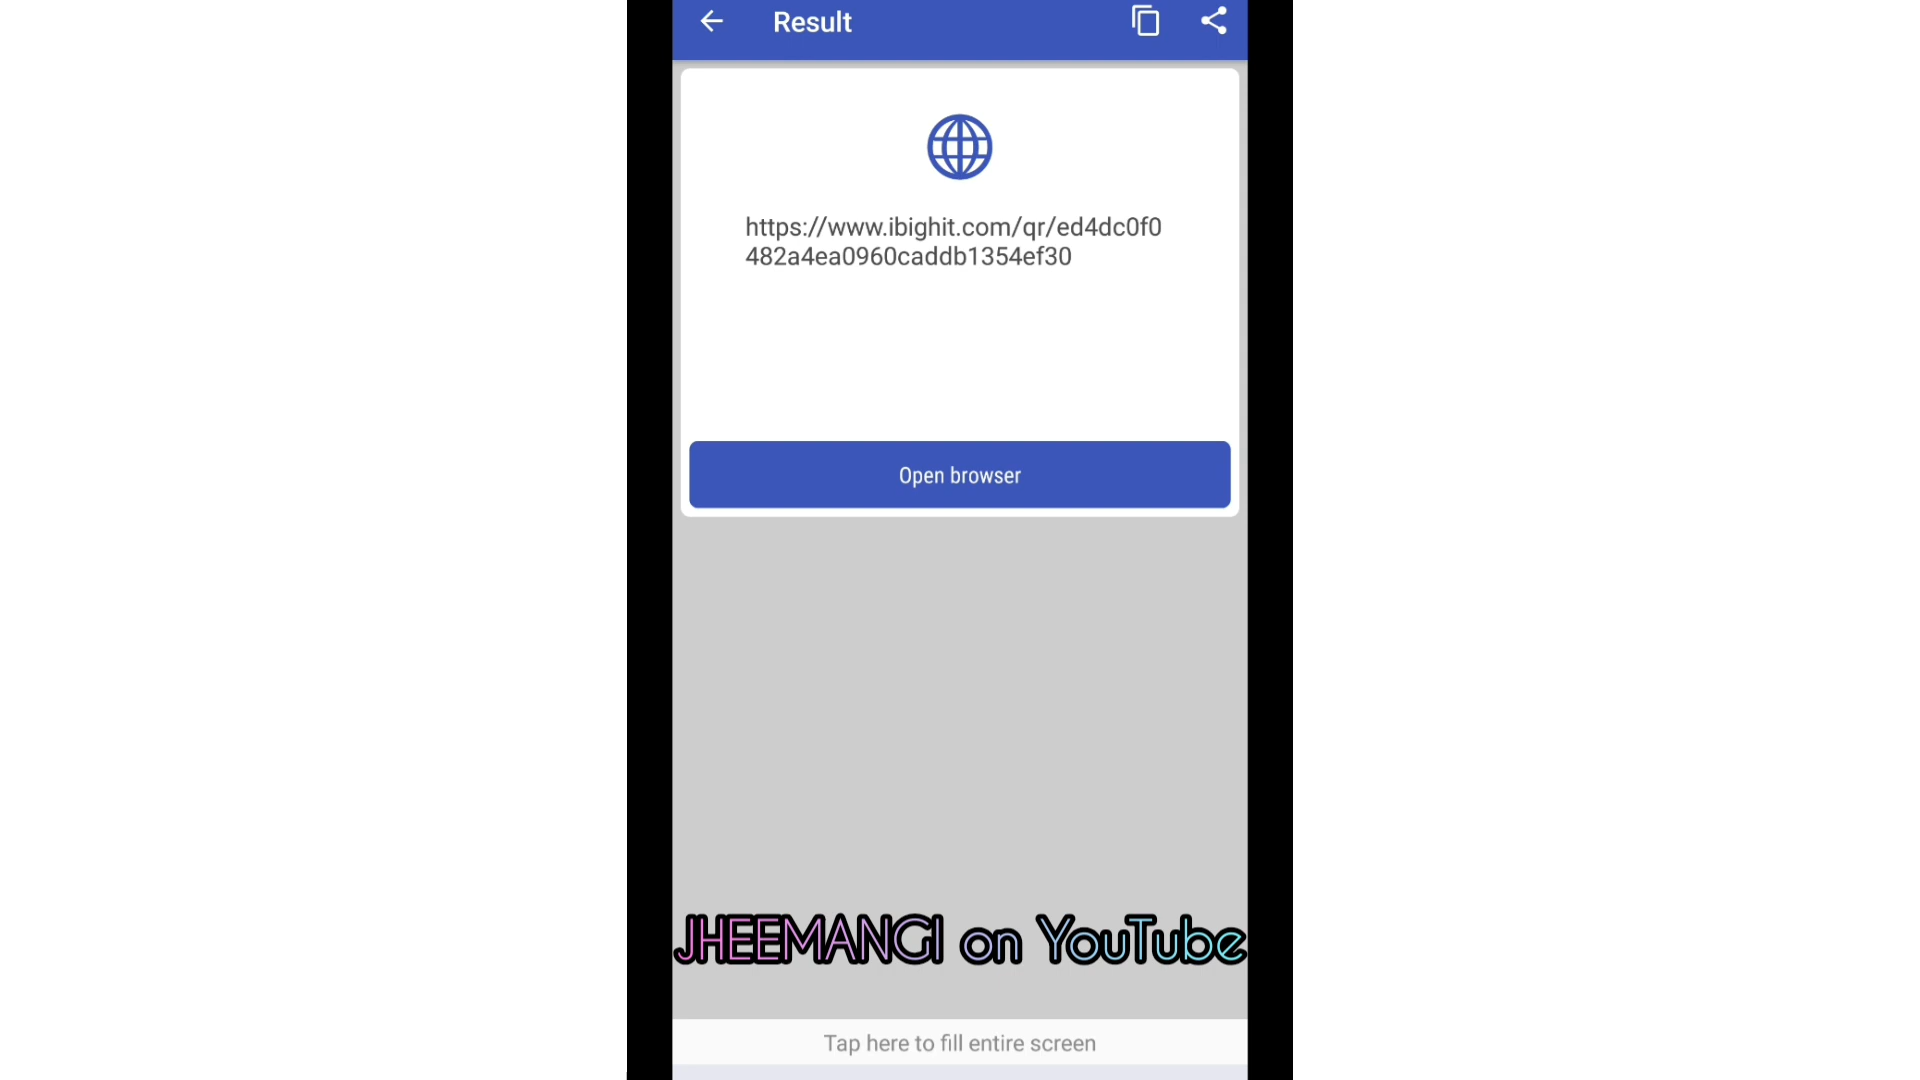 Result
https://www.ibighit.com/qr/ed4dc0f0
482a4ea0960caddb1354ef30
Open browser
JHEEMANGI on YouTube
Tap here to fill entire screen